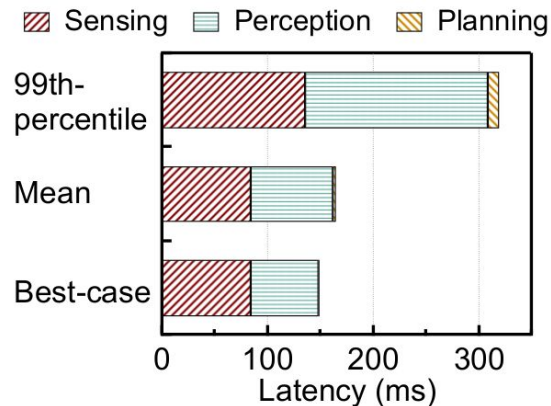 Sensing Perception Planning
99th-
percentile
Mean
Best-case
0 100 200 300
Latency (ms)